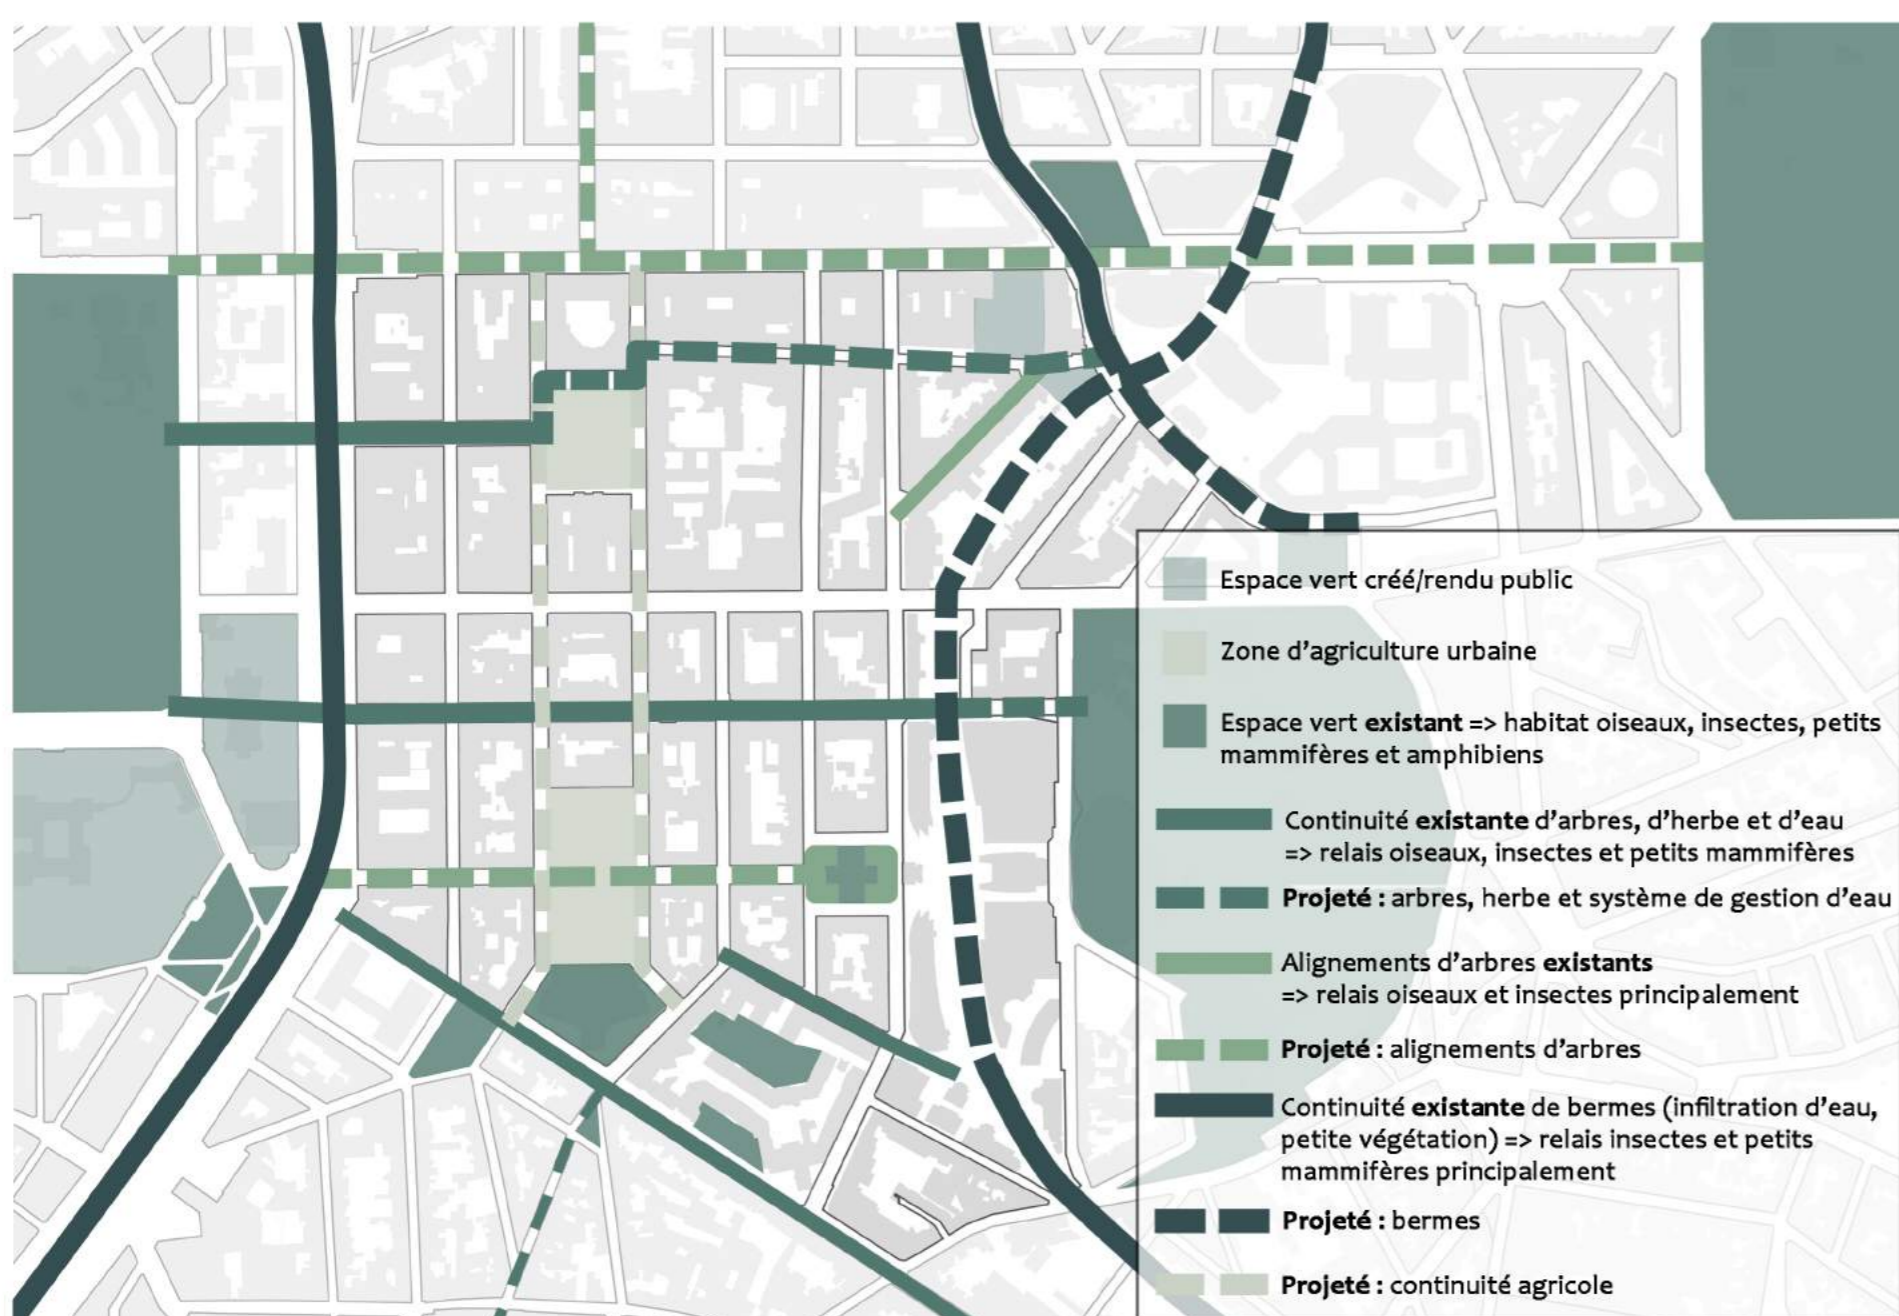 Espace vert créé/rendu public
Zone d'agriculture urbaine
Espace vert existant => habitat oiseaux, insectes, petits
mammifères et amphibiens
Continuité existante d'arbres, d'herbe et d'eau
=> relais oiseaux, insectes et petits mammifères
Projeté : arbres, herbe et système de gestion d'eau
Alignements d'arbres existants
=> relais oiseaux et insectes principalement
Projeté : alignements d'arbres
Continuité existante de bermes (infiltration d'eau,
petite végétation) => relais insectes et petits
mammifères principalement
Projeté : bermes
Projeté : continuité agricole